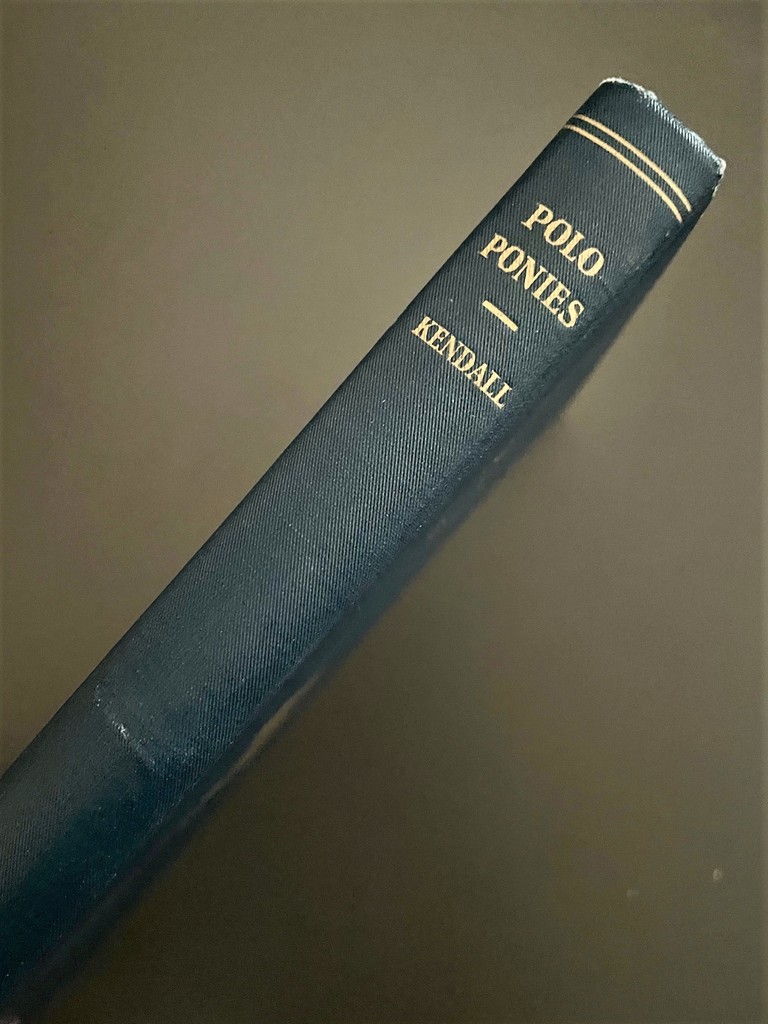 POLO
PONIES
—
KENDALL